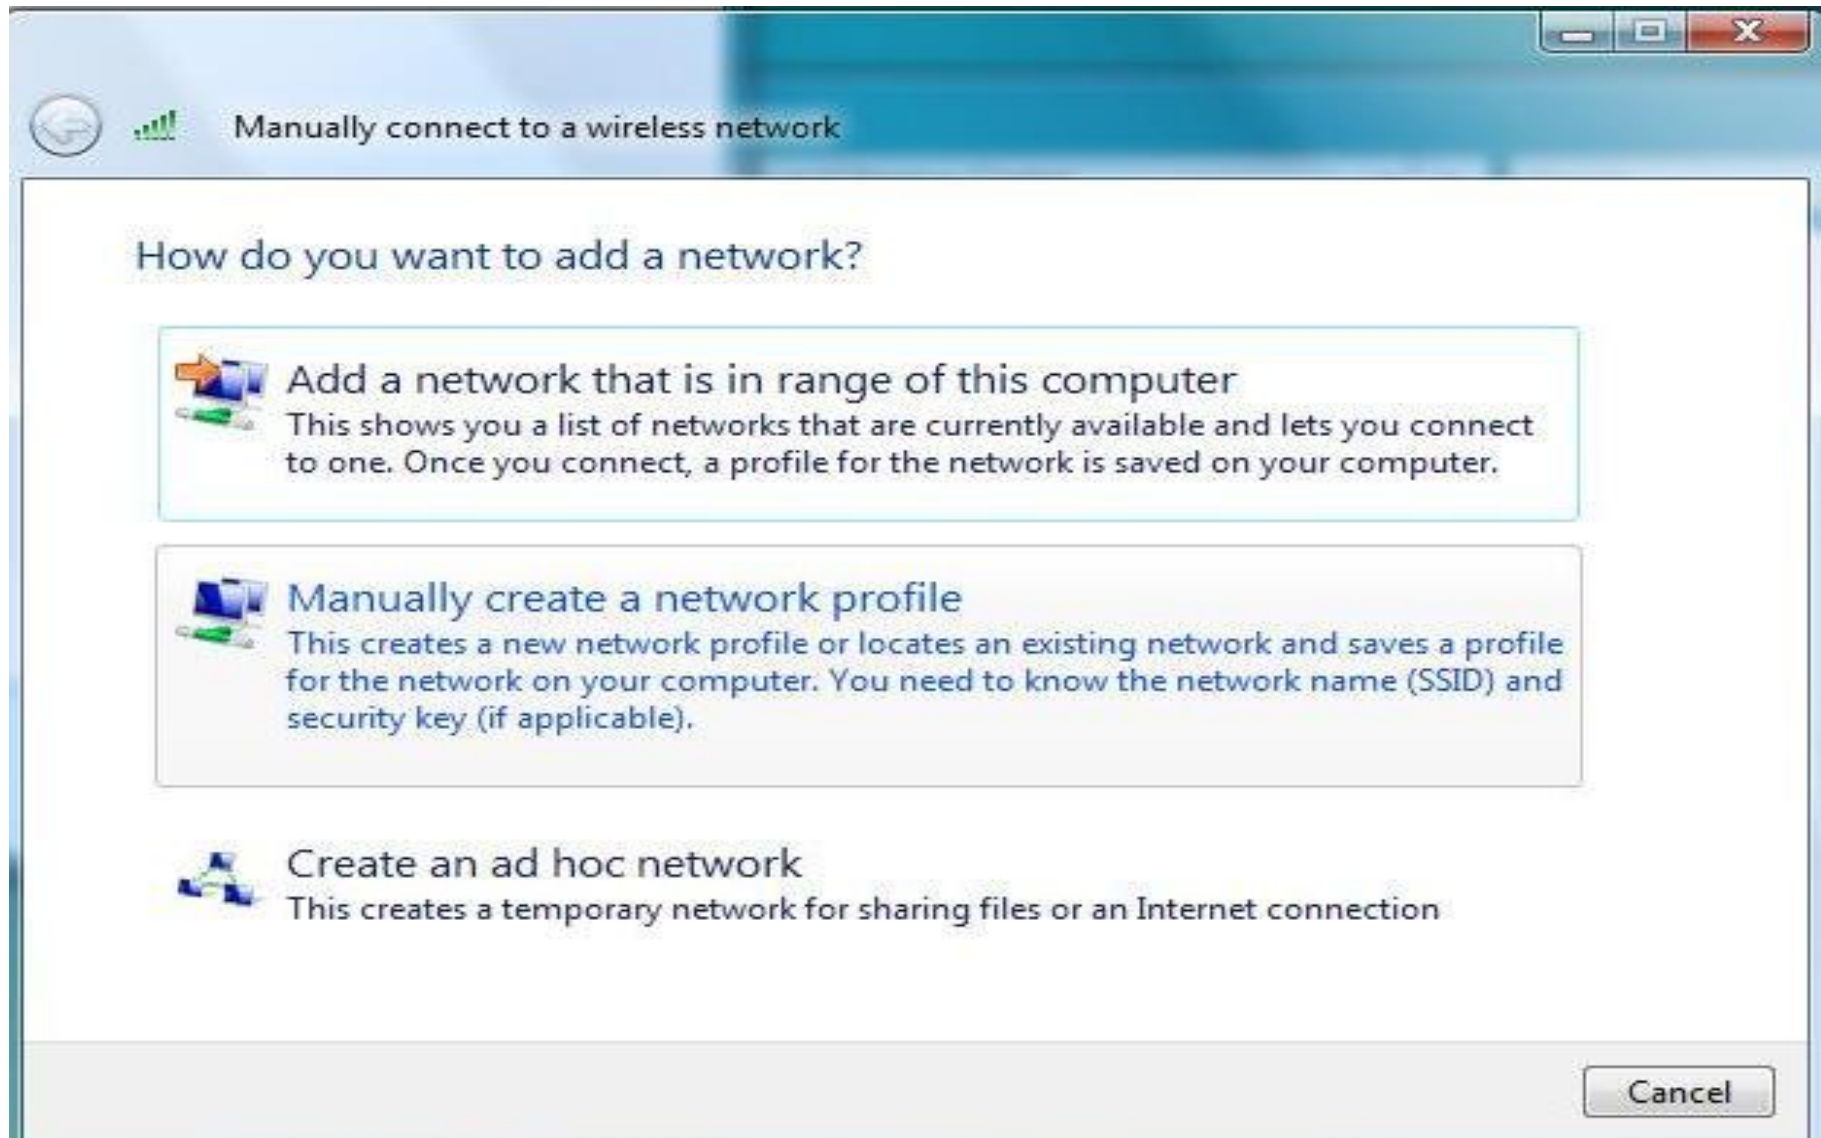 Manually connect to a wireless network
How do you want to add a network?
Add a network that is in range of this computer
This shows you a list of networks that are currently available and lets you connect
to one. Once you connect, a profile for the network is saved on your computer.
Manually create a network profile
This creates a new network profile or locates an existing network and saves a profile
for the network on your computer. You need to know the network name (SSID) and
security key (if applicable).
Create an ad hoc network
This creates a temporary network for sharing files or an Internet connection
Cancel